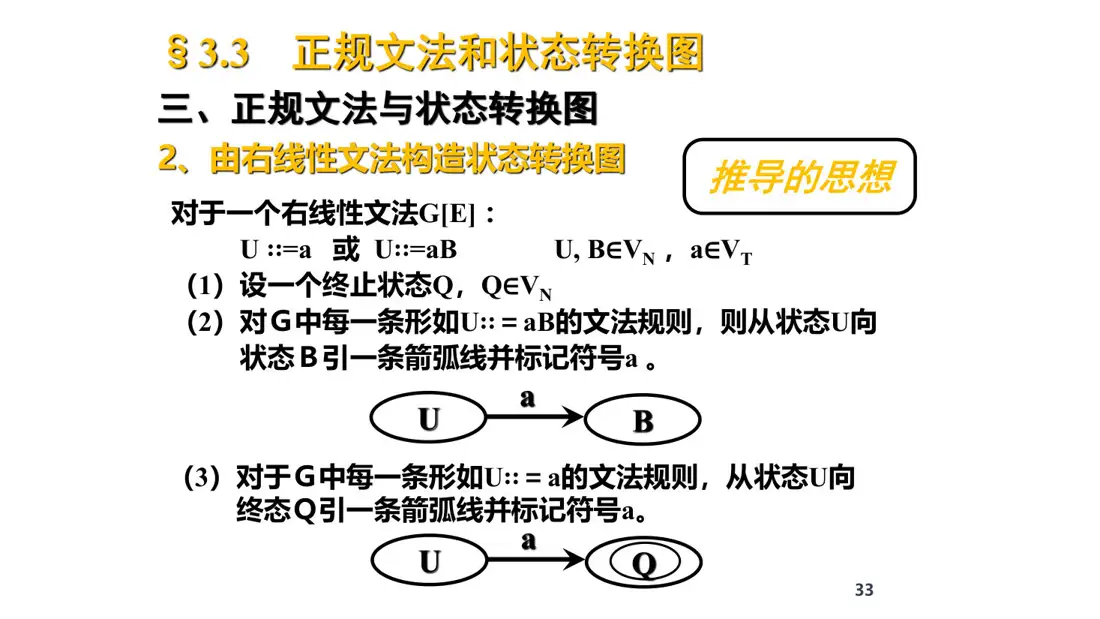 §3.3 正规文法和状态转换图
三、正规文法与状态转换图
2、由右线性文法构造状态转换图
推导的思想
对于一个右线性文法G[E]：
U ::=a 或 U::=aB U, B∈VN ，a∈VT
（1）设一个终止状态Q，Q∈VN
（2）对G中每一条形如U::＝aB的文法规则，则从状态U向
状态B引一条箭弧线并标记符号a 。
U a B
（3）对于G中每一条形如U::＝a的文法规则，从状态U向
终态Q引一条箭弧线并标记符号a。
U a Q
33